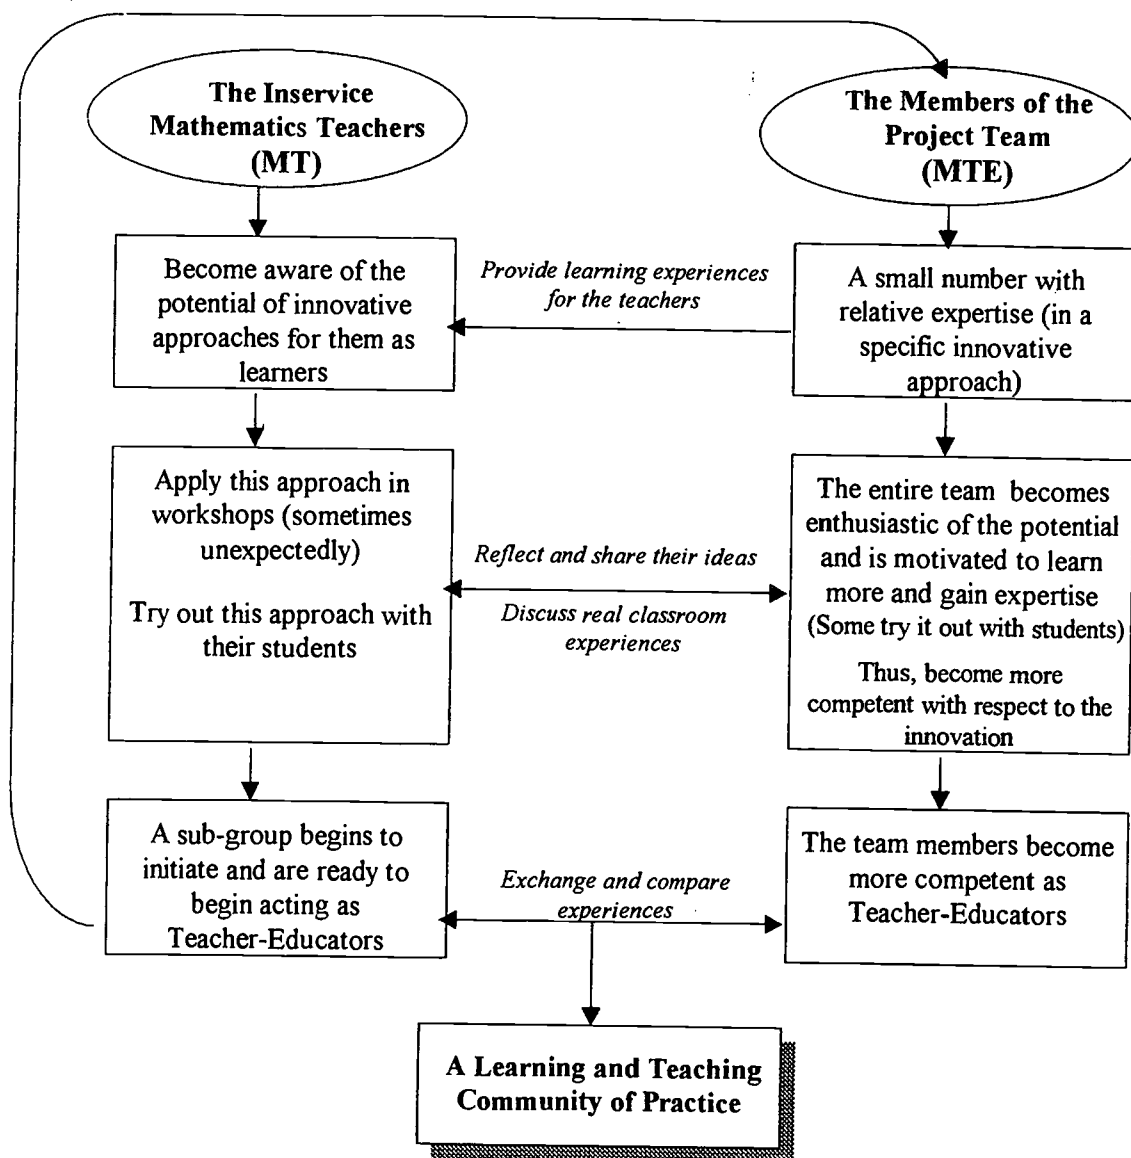 The Inservice
Mathematics Teachers
(MT)
The Members of the
Project Team
(MTE)
Become aware of the
potential of innovative
approaches for them as
learners
Provide learning experiences
for the teachers
A small number with
relative expertise (in a
specific innovative
approach)
Apply this approach in
workshops (sometimes
unexpectedly)
Try out this approach with
their students
Reflect and share their ideas
Discuss real classroom
experiences
The entire team becomes
enthusiastic of the potential
and is motivated to learn
more and gain expertise
(Some try it out with students)
Thus, become more
competent with respect to the
innovation
A sub-group begins to
initiate and are ready to
begin acting as
Teacher-Educators
Exchange and compare
experiences
The team members become
more competent as
Teacher-Educators
A Learning and Teaching
Community of Practice